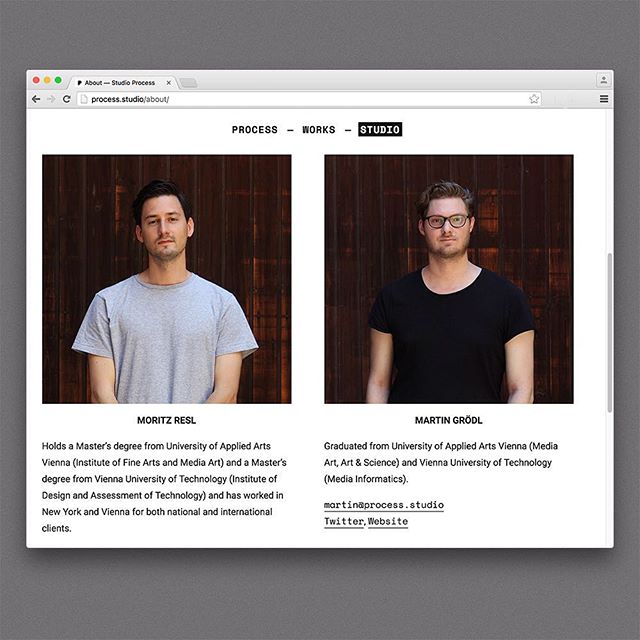 About — Studio Process
process.studio/about/
PROCESS — WORKS — STUDIO
MORITZ RESL
Holds a Master's degree from University of Applied Arts
Vienna (Institute of Fine Arts and Media Art) and a Master's
degree from Vienna University of Technology (Institute of
Design and Assessment of Technology) and has worked in
New York and Vienna for both national and international
clients.
MARTIN GRÖDL
Graduated from University of Applied Arts Vienna (Media
Art, Art & Science) and Vienna University of Technology
(Media Informatics).
martin@process.studio
Twitter, Website